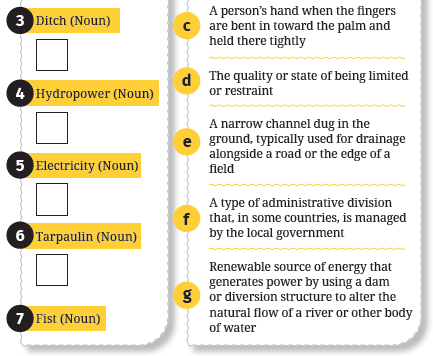 3 Ditch (Noun)
4 Hydropower (Noun)
5 Electricity (Noun)
6 Tarpaulin (Noun)
7 Fist (Noun)
c
A person's hand when the fingers
are bent in toward the palm and
held there tightly
d
The quality or state of being limited
or restraint
e
A narrow channel dug in the
ground, typically used for drainage
alongside a road or the edge of a
field
f
A type of administrative division
that, in some countries, is managed
by the local government
g
Renewable source of energy that
generates power by using a dam
or diversion structure to alter the
natural flow of a river or other body
of water